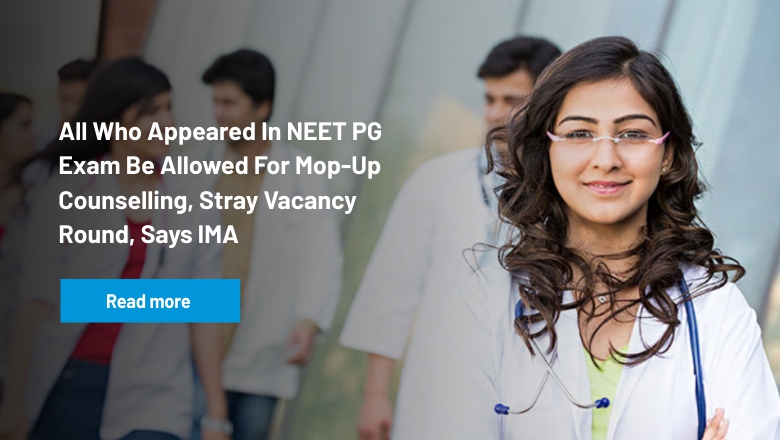 All Who Appeared In NEET PG
Exam Be Allowed For Mop-Up
Counselling, Stray Vacancy
Round, Says IMA
Read more